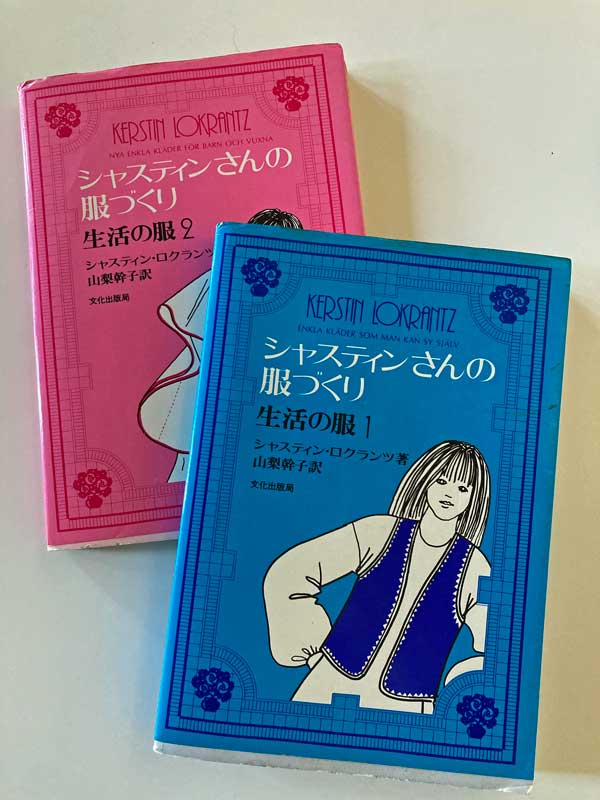 KERSTIN LOKRANTZ
NYA ENKLA KLÄDER FÖR BARN OCH VUXNA
シャスティンさんの
服づくり
生活の服2
シャスティン・ロクランツ
山梨幹子訳
文化出版局
KERSTIN LOKRANTZ
ENKLA KLÄDER SOM MAN KAN SY SJÄLV
シャスティンさんの
服づくり
生活の服1
シャスティン・ロクランツ著
山梨幹子訳
文化出版局